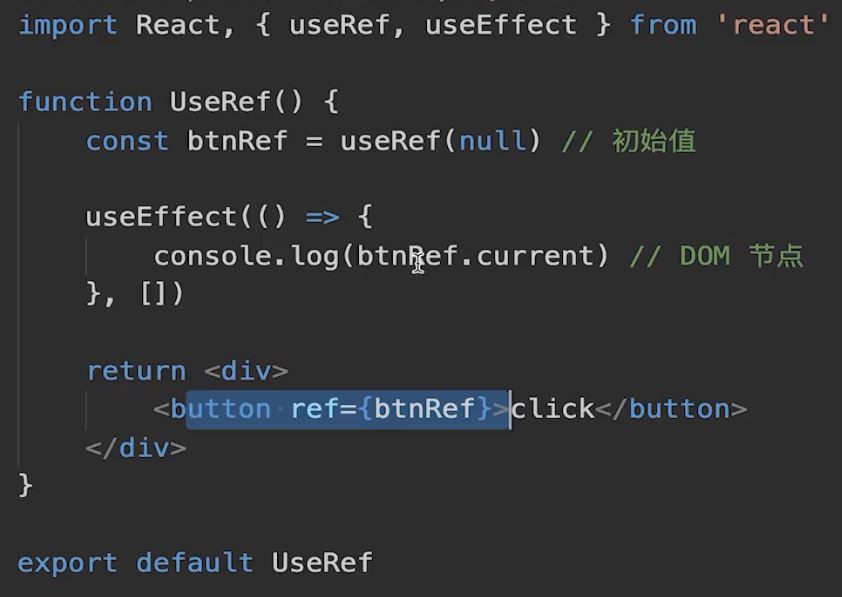 import React, { useRef, useEffect } from 'react'
function UseRef() {
const btnRef = useRef(null) // 初始值
useEffect(() => {
console.log(btnRef.current) // DOM 节点
}, [])
return <div>
<button ref={btnRef}>click</button>
</div>
}
export default UseRef